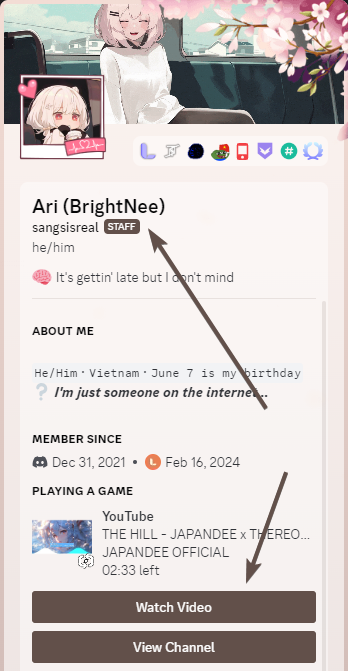 Ari (BrightNee)
sangsisreal STAFF
he/him
It's gettin' late but I don't mind
ABOUT ME
He/Him · Vietnam · June 7 is my birthday
I'm just someone on the internet..
MEMBER SINCE
Dec 31, 2021 • Feb 16, 2024
PLAYING A GAME
YouTube
THE HILL - JAPANDEE x THEREO...
JAPANDEE OFFICIAL
02:33 left
Watch Video
View Channel